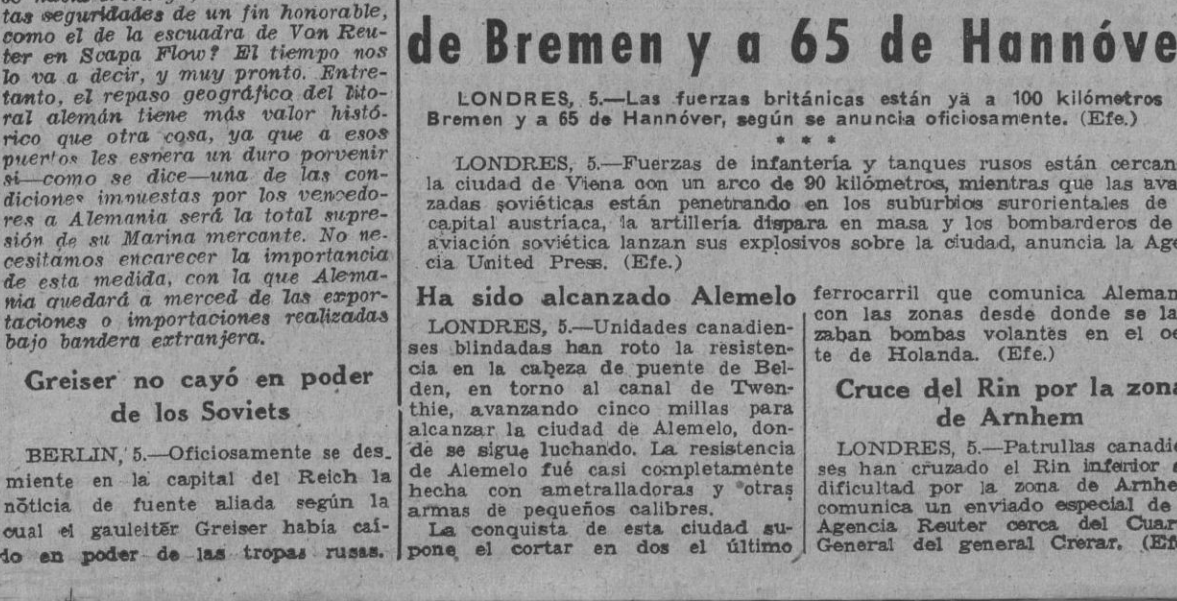 tas seguridades de un fin honorable,
como el de la escuadra de Von Reu-
ter en Scapa Flow? El tiempo nos
lo va a decir, y muy pronto. Entre-
tanto, el repaso geográfico del lito-
ral alemán tiene más valor histó-
rico que otra cosa, ya que a esos
puertos les esnera un duro porvenir
si—como se dice—una de las con-
diciones imnuestas por los vencedo-
res a Alemania será la total supre-
sión de su Marina mercante. No ne-
cesitamos encarecer la importancia
de esta medida, con la que Alema-
nia quedará a merced de las expor-
taciones o importaciones realizadas
bajo bandera extranjera.
Greiser no cayó en poder
de los Soviets
BERLIN, 5.—Oficiosamente se des-
miente en la capital del Reich la
noticia de fuente aliada según la
cual el gauleiter Greiser había caí-
do en poder de las tropas rusas.
de Bremen y a 65 de Hannóve
LONDRES, 5.—Las fuerzas británicas están ya a 100 kilómetros
Bremen y a 65 de Hannóver, según se anuncia oficiosamente. (Efe.)
* * *
LONDRES, 5.—Fuerzas de infantería y tanques rusos están cercan
la ciudad de Viena con un arco de 90 kilómetros, mientras que las ava
zadas soviéticas están penetrando en los suburbios surorientales de
capital austríaca, la artillería dispara en masa y los bombarderos de
aviación soviética lanzan sus explosivos sobre la ciudad, anuncia la Age
cia United Press. (Efe.)
Ha sido alcanzado Alemelo
LONDRES, 5.—Unidades canadien-
ses blindadas han roto la resisten-
cia en la cabeza de puente de Bel-
den, en torno al canal de Twen-
thie, avanzando cinco millas para
alcanzar la ciudad de Alemelo, don-
de se sigue luchando. La resistencia
de Alemelo fué casi completamente
hecha con ametralladoras y otras
armas de pequeños calibres.
La conquista de esta ciudad su-
pone el cortar en dos el último
ferrocarril que comunica Aleman
con las zonas desde donde se la
zaban bombas volantes en el oe
te de Holanda. (Efe.)
Cruce del Rin por la zona
de Arnhem
LONDRES, 5.—Patrullas canadie
ses han cruzado el Rin inferior
dificultad por la zona de Arnhe
comunica un enviado especial de
Agencia Reuter cerca del Cuar
General del general Crerar. (Ef